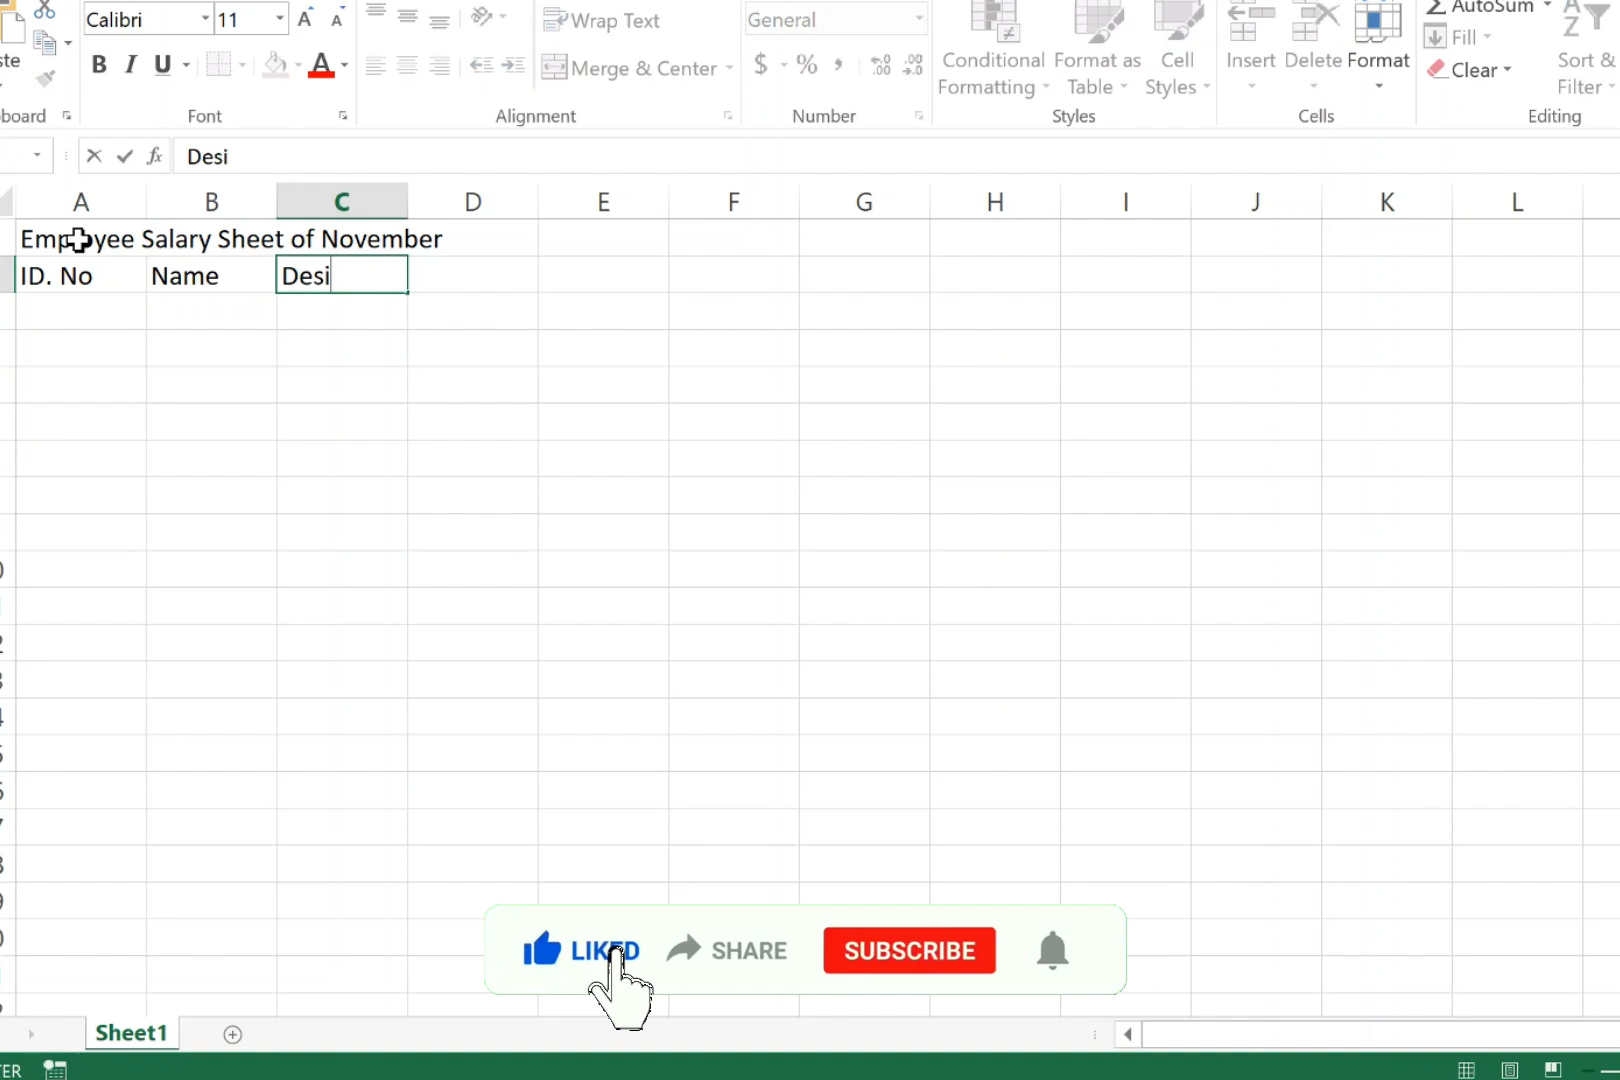 Calibri 11 Wrap Text General AutoSum
B I U Merge & Center $ % Conditional Formatting Format as Table Cell Styles Insert Delete Format Fill Clear Sort & Filter
Font Alignment Number Styles Cells Editing
fx Desi
A B C D E F G H I J K L
Employee Salary Sheet of November
ID. No Name Desi
LIKED SHARE SUBSCRIBE
Sheet1